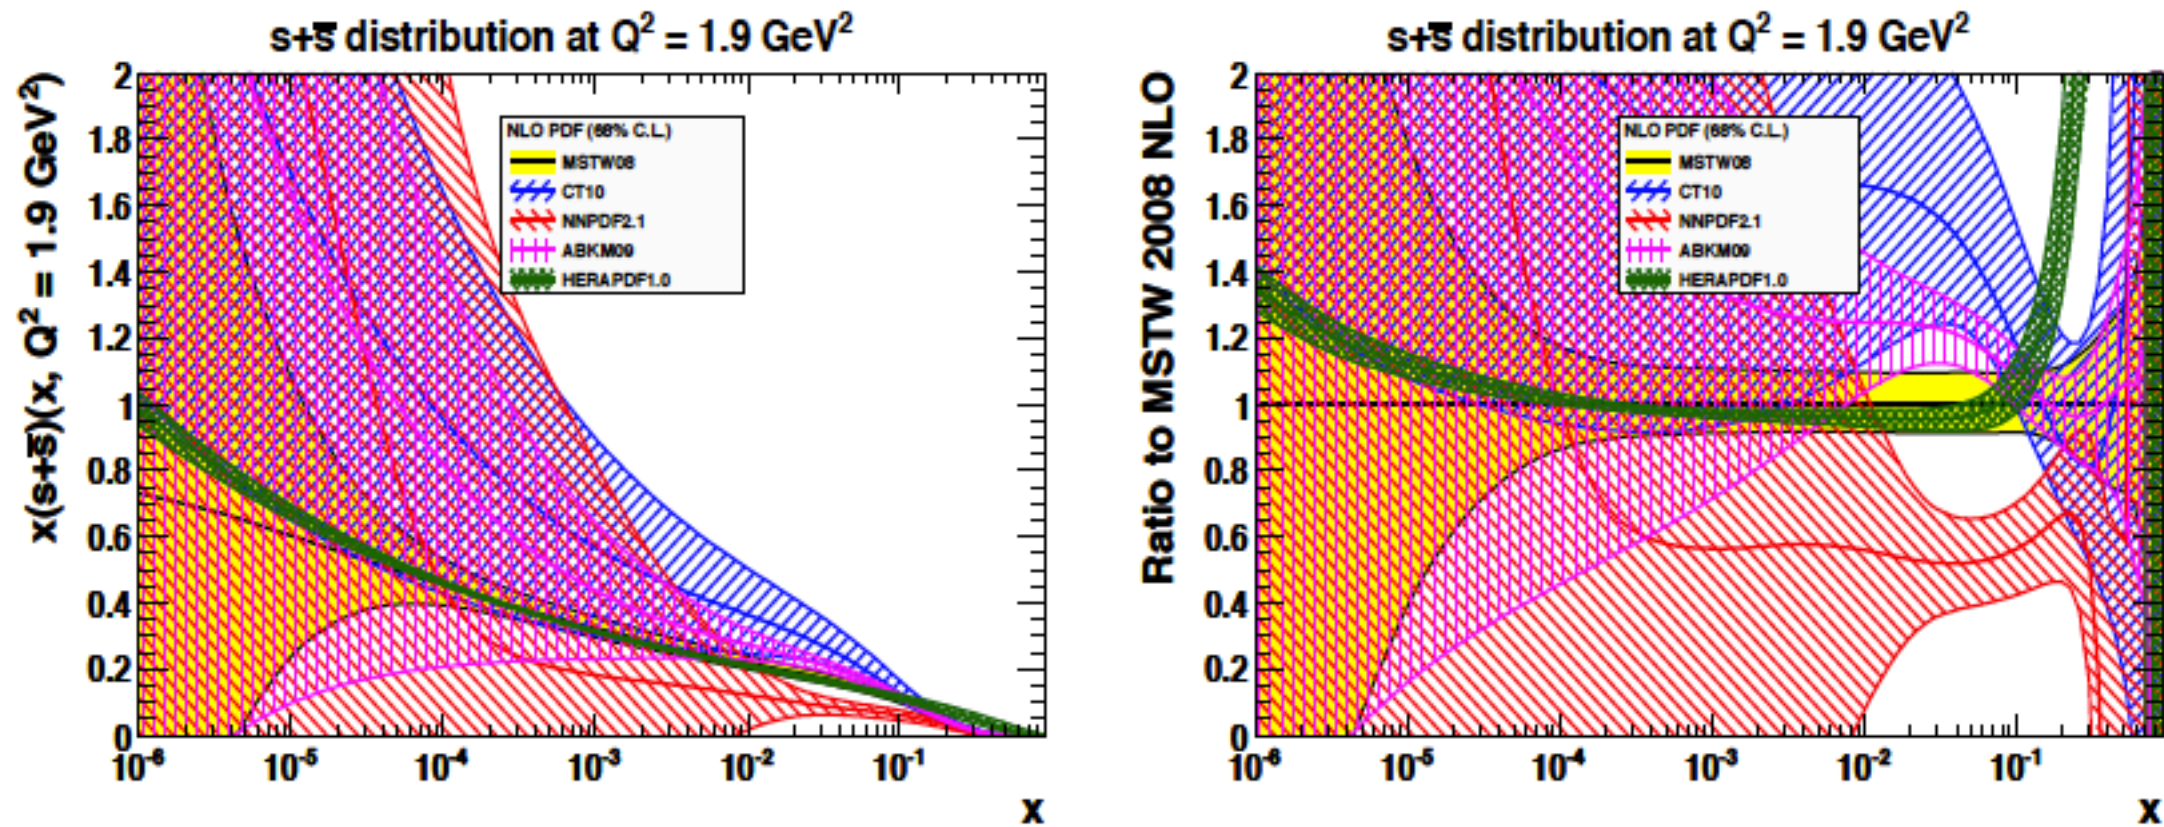 s+s̅ distribution at Q² = 1.9 GeV²
x(s+s̅)(x, Q² = 1.9 GeV²)
2
1.8
1.6
1.4
1.2
1
0.8
0.6
0.4
0.2
0
NLO PDF (68% C.L.)
MSTW08
CT10
NNPDF2.1
ABKM09
HERAPDF1.0
10⁻⁶ 10⁻⁵ 10⁻⁴ 10⁻³ 10⁻² 10⁻¹
x
s+s̅ distribution at Q² = 1.9 GeV²
Ratio to MSTW 2008 NLO
2
1.8
1.6
1.4
1.2
1
0.8
0.6
0.4
0.2
0
NLO PDF (68% C.L.)
MSTW08
CT10
NNPDF2.1
ABKM09
HERAPDF1.0
10⁻⁶ 10⁻⁵ 10⁻⁴ 10⁻³ 10⁻² 10⁻¹
x